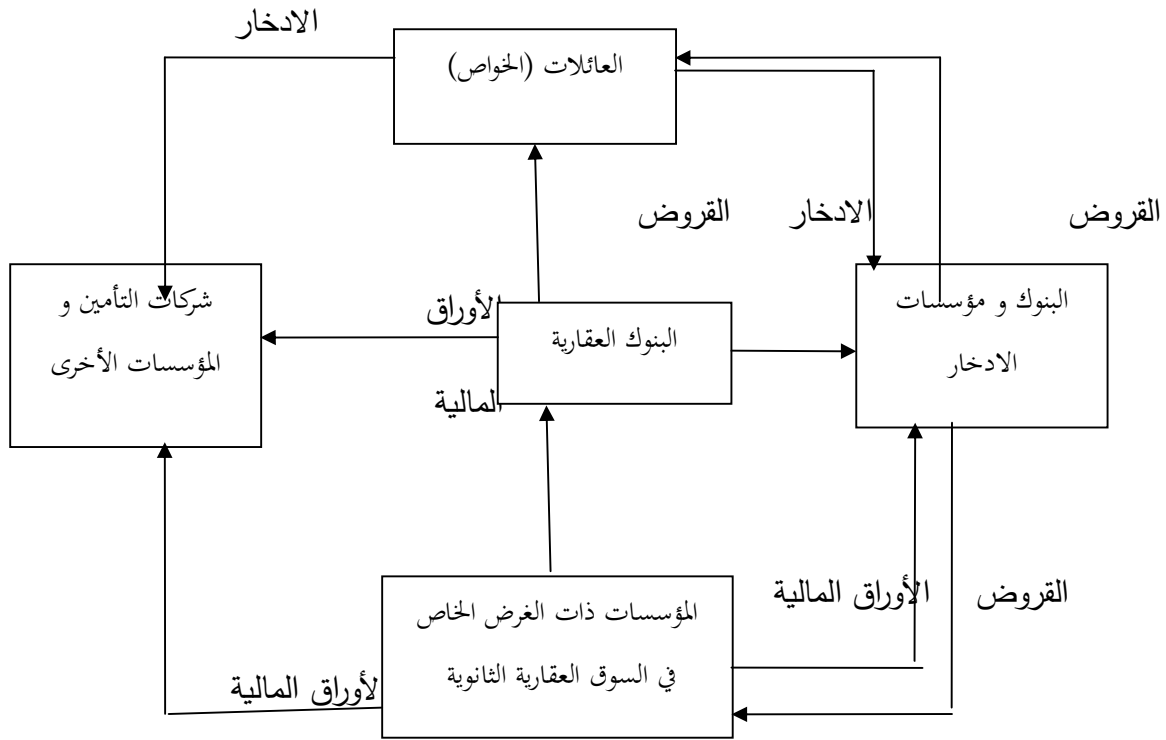 الادخار
العائلات (الخواص)
القروض
الادخار
القروض
البنوك و مؤسسات
الادخار
الأوراق
المالية
البنوك العقارية
شركات التأمين و
المؤسسات الأخرى
القروض
الأوراق المالية
المؤسسات ذات الغرض الخاص
في السوق العقارية الثانوية
لأوراق المالية